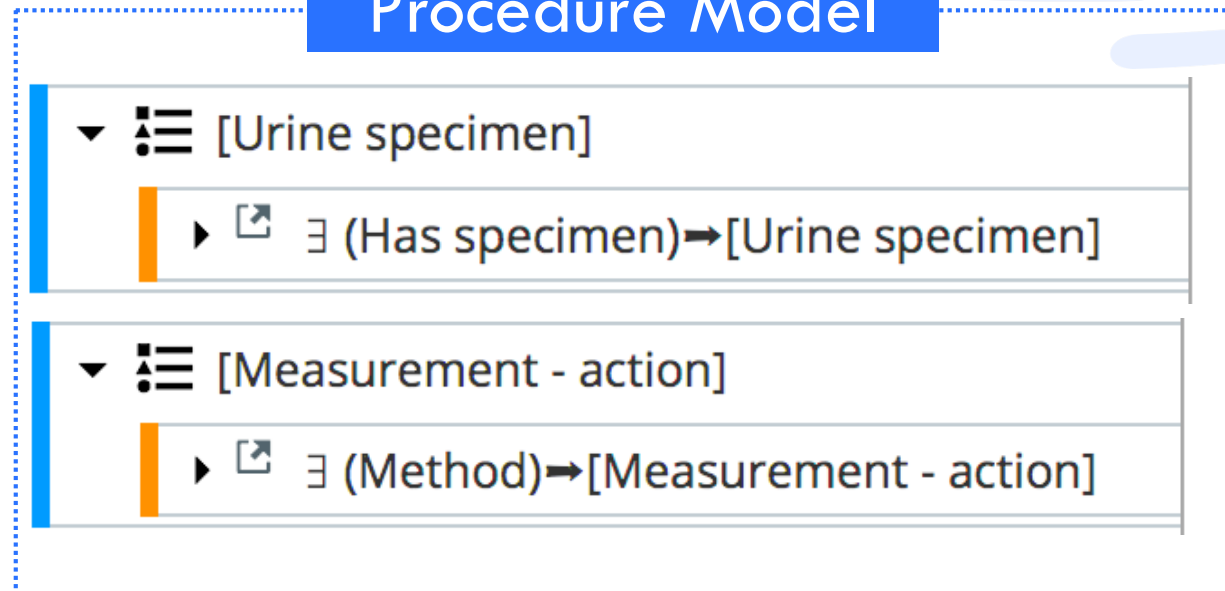 Procedure Model
[Urine specimen]
∃ (Has specimen)➞[Urine specimen]
[Measurement - action]
∃ (Method)➞[Measurement - action]